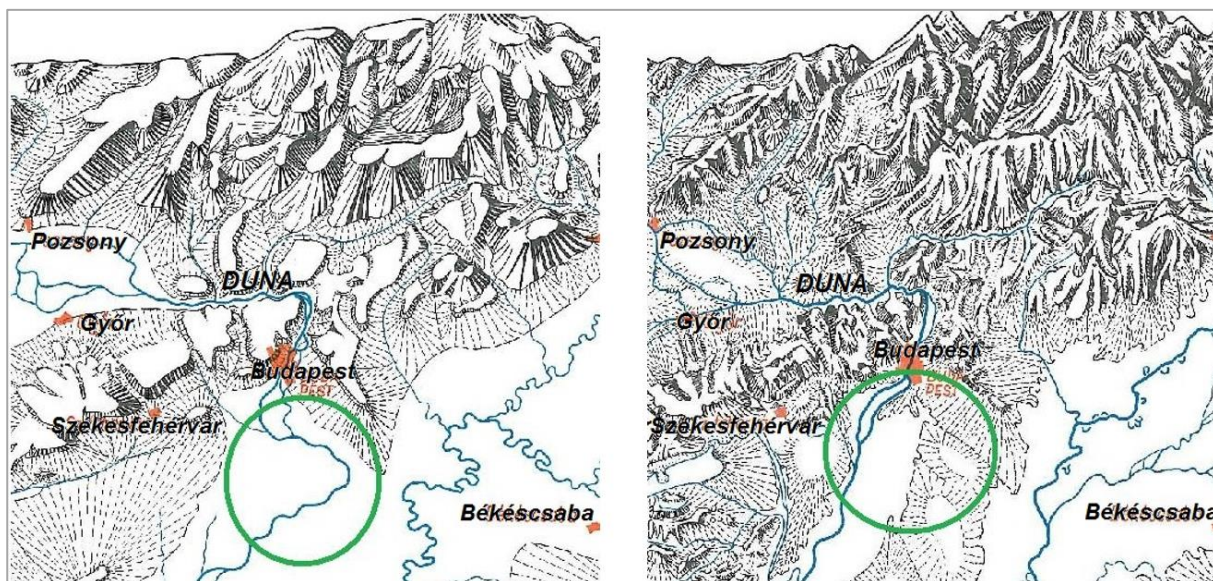 Pozsony
DUNA
Győr
Budapest
PEST
Székesfehérvár
Békéscsaba
Pozsony
DUNA
Győr
Budapest
PEST
Székesfehérvár
Békéscsaba